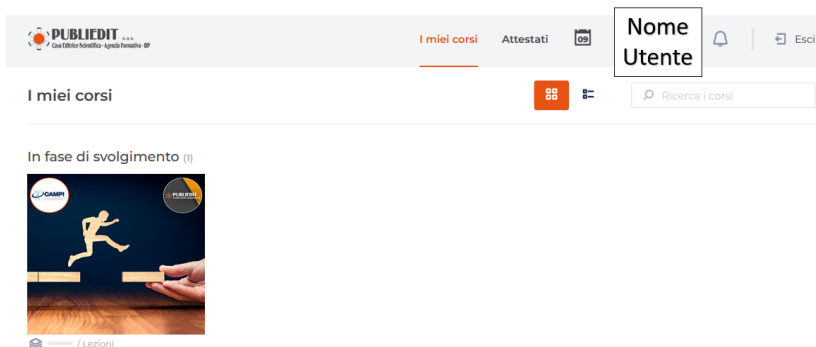 PUBLIEDIT s.a.s.
Casa Editrice Scientifica - Agenzia Formativa - RP
I miei corsi
Attestati
09
Nome
Utente
Esci
I miei corsi
Ricerca i corsi
In fase di svolgimento (1)
CAMPI
PUBLIEDIT
/ Lezioni